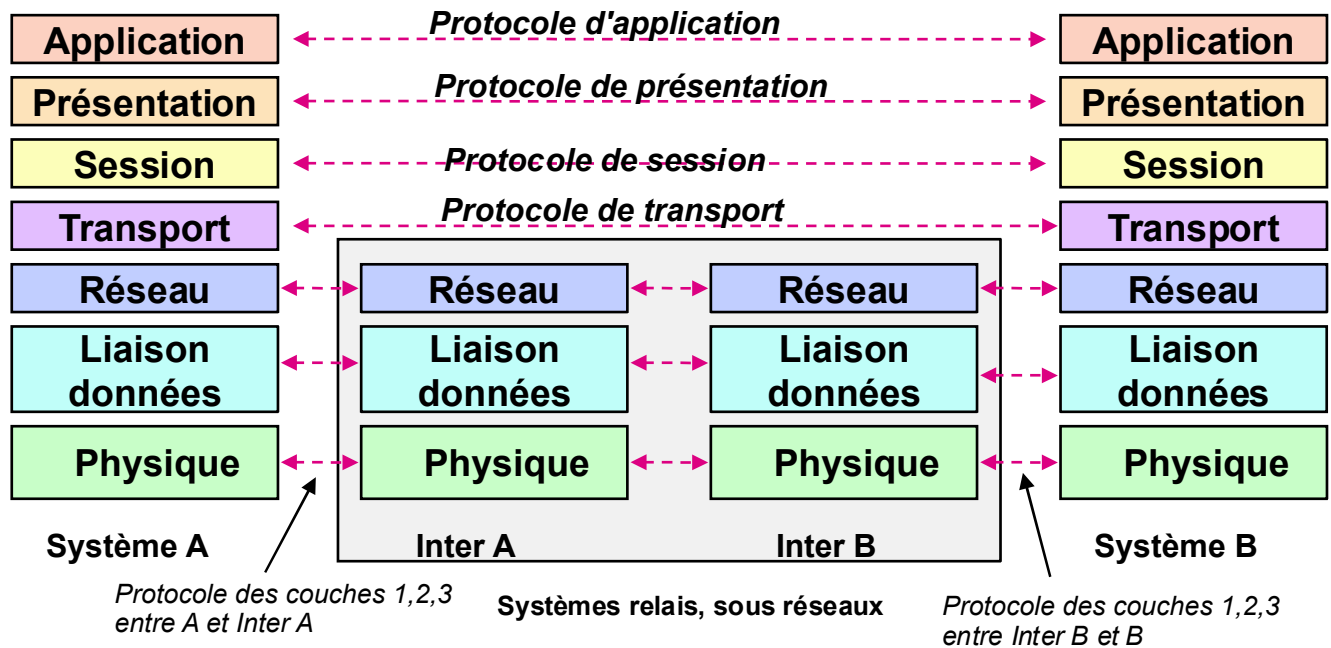 Application
Protocole d'application
Application
Présentation
Protocole de présentation
Présentation
Session
Protocole de session
Session
Transport
Protocole de transport
Transport
Réseau
Réseau
Réseau
Réseau
Liaison
données
Liaison
données
Liaison
données
Liaison
données
Physique
Physique
Physique
Physique
Système A
Inter A
Inter B
Système B
Protocole des couches 1,2,3
entre A et Inter A
Systèmes relais, sous réseaux
Protocole des couches 1,2,3
entre Inter B et B